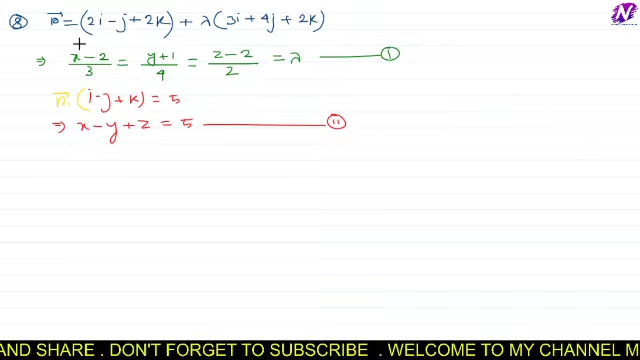 ⑧ r⃗ = (2i - j + 2k) + λ(3i + 4j + 2k)
⇒ x-2/3 = y+1/4 = z-2/2 = λ ——— Ⓘ
r⃗.(i - j + k) = 5
⇒ x - y + z = 5 ——— ⑪
AND SHARE . DON'T FORGET TO SUBSCRIBE . WELCOME TO MY CHANNEL M